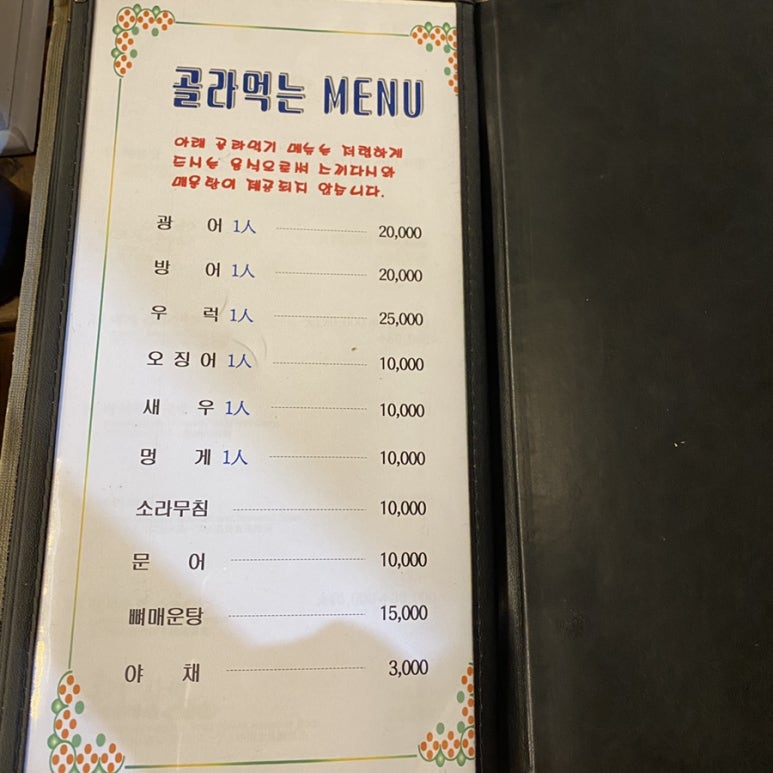 골라먹는 MENU
아래 골라먹기 메뉴는 저렴하게
드시는 음식으로써 스끼다시와
매운탕이 제공되지 않습니다.
광 어 1人 20,000
방 어 1人 20,000
우 럭 1人 25,000
오징어 1人 10,000
새 우 1人 10,000
멍 게 1人 10,000
소라무침 10,000
문 어 10,000
뼈매운탕 15,000
야 채 3,000